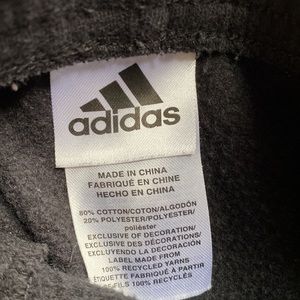 adidas
MADE IN CHINA
FABRIQUÉ EN CHINE
HECHO EN CHINA
80% COTTON/COTON/ALGODÓN
20% POLYESTER/POLYESTER/
poliéster
EXCLUSIVE OF DECORATION/
EXCLUSIVE DES DÉCORATIONS/
EXCLUYENDO LA DECORACIÓN
LABEL MADE FROM
100% RECYCLED YARNS
ÉTIQUETTE FABRIQUÉ À PARTIR
FILS 100% RECYCLÉS